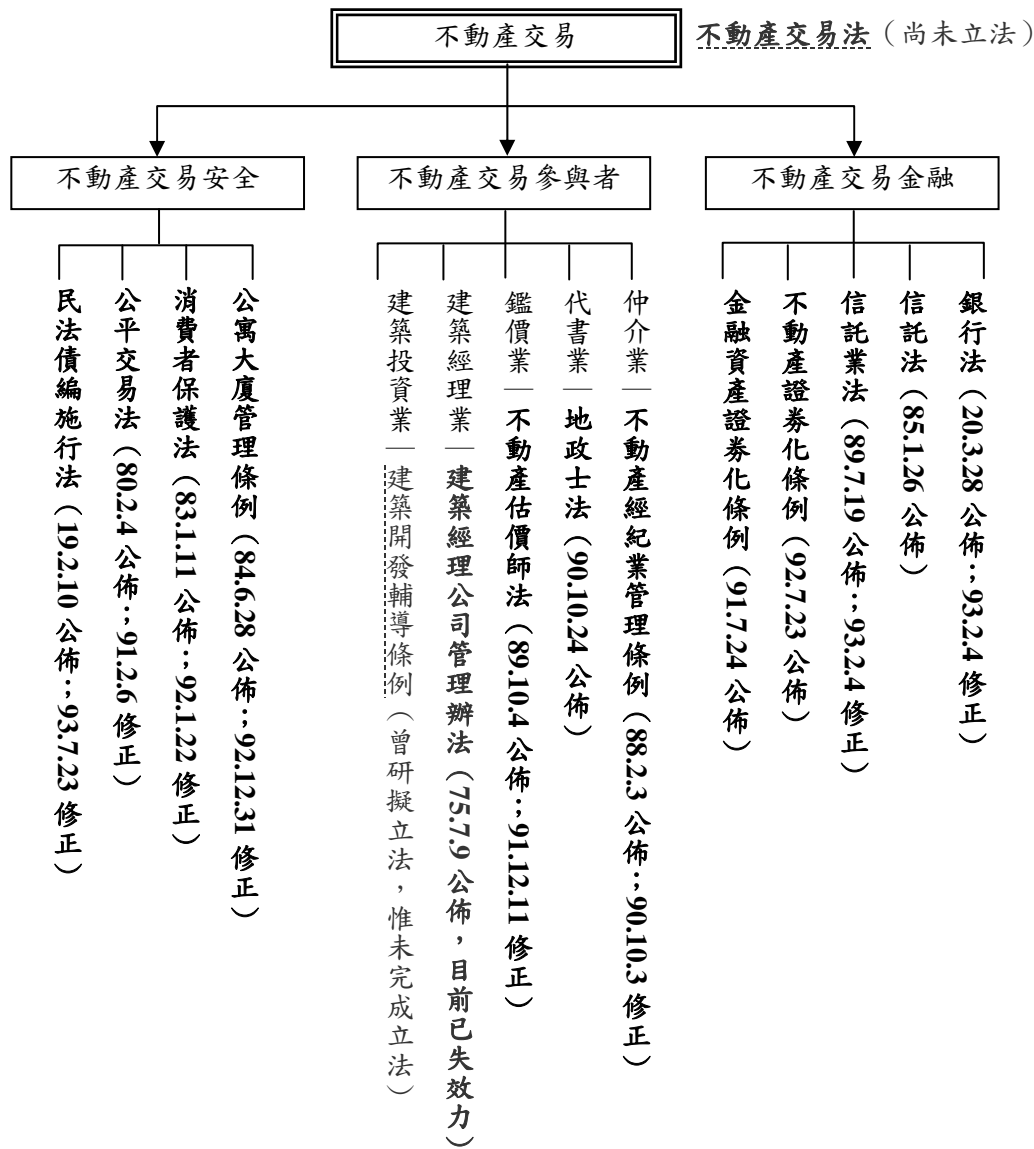 不動產交易
不動產交易法（尚未立法）
不動產交易安全
不動產交易參與者
不動產交易金融
民法債編施行法（19.2.10 公佈；93.7.23 修正）
公平交易法（80.2.4 公佈；91.2.6 修正）
消費者保護法（83.1.11 公佈；92.1.22 修正）
公寓大廈管理條例（84.6.28 公佈；92.12.31 修正）
建築投資業—建築開發輔導條例（曾研擬立法，惟未完成立法）
建築經理業—建築經理公司管理辦法（75.7.9 公佈，目前已失效力）
鑑價業—不動產估價師法（89.10.4 公佈；91.12.11 修正）
代書業—地政士法（90.10.24 公佈）
仲介業—不動產經紀業管理條例（88.2.3 公佈；90.10.3 修正）
金融資產證券化條例（91.7.24 公佈）
不動產證券化條例（92.7.23 公佈）
信託業法（89.7.19 公佈；93.2.4 修正）
信託法（85.1.26 公佈）
銀行法（20.3.28 公佈；93.2.4 修正）